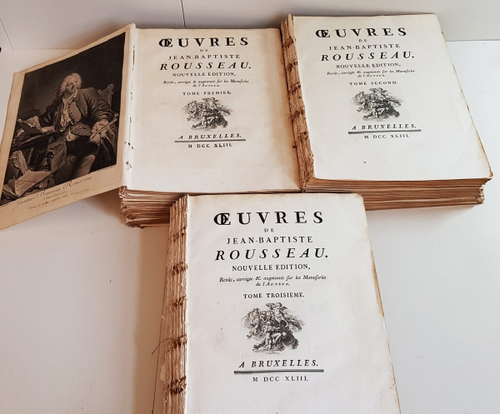 ŒUVRES
DE
JEAN-BAPTISTE
ROUSSEAU.
NOUVELLE EDITION,
Revûe, corrigée & augmentée sur les Manuscrits
de l'Auteur.
TOME PREMIER.
A BRUXELLES.
M DCC XLIII.
ŒUVRES
DE
JEAN-BAPTISTE
ROUSSEAU.
NOUVELLE EDITION,
Revûe, corrigée & augmentée sur les Manuscrits
de l'Auteur.
TOME SECOND.
A BRUXELLES.
M DCC XLIII.
ŒUVRES
DE
JEAN-BAPTISTE
ROUSSEAU.
NOUVELLE EDITION,
Revûe, corrigée & augmentée sur les Manuscrits
de l'Auteur.
TOME TROISIÉME.
A BRUXELLES.
M DCC XLIII.